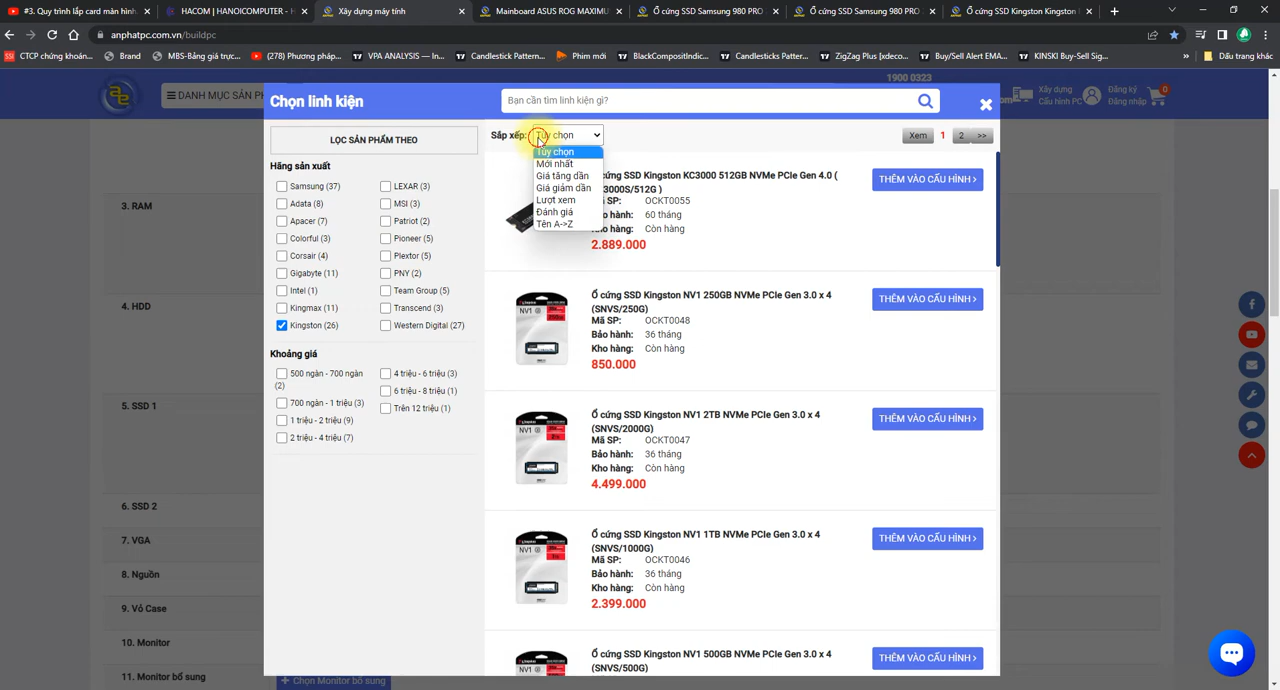 #3. Quy trình lắp card màn hình
HACOM | HANOICOMPUTER - H
Xây dựng máy tính
Mainboard ASUS ROG MAXIMU
Ổ cứng SSD Samsung 980 PRO
Ổ cứng SSD Samsung 980 PRO
Ổ cứng SSD Kingston Kingston
anphatpc.com.vn/buildpc
CTCP chứng khoán...
Brand
MBS-Bảng giá trực...
(278) Phương pháp...
VPA ANALYSIS — In...
Candlestick Pattern...
Phim mới
BlackCompositIndic...
Candlesticks Patter...
ZigZag Plus [xdeco...
Buy/Sell Alert EMA...
KINSKI Buy-Sell Sig...
Dấu trang khác
1900 0323
DANH MỤC SẢN PH
Chọn linh kiện
Bạn cần tìm linh kiện gì?
Xây dựng
Cấu hình PC
Đăng ký
Đăng nhập
0
LỌC SẢN PHẨM THEO
Sắp xếp:
Tùy chọn
Xem
1
2
>>
Tùy chọn
Mới nhất
Giá tăng dần
Giá giảm dần
Lượt xem
Đánh giá
Tên A->Z
Hãng sản xuất
Samsung (37)
LEXAR (3)
Adata (8)
MSI (3)
Apacer (7)
Patriot (2)
Colorful (3)
Pioneer (5)
Corsair (4)
Plextor (5)
Gigabyte (11)
PNY (2)
Intel (1)
Team Group (5)
Kingmax (11)
Transcend (3)
Kingston (26)
Western Digital (27)
Khoảng giá
500 ngàn - 700 ngàn (2)
4 triệu - 6 triệu (3)
6 triệu - 8 triệu (1)
700 ngàn - 1 triệu (3)
Trên 12 triệu (1)
1 triệu - 2 triệu (9)
2 triệu - 4 triệu (7)
cứng SSD Kingston KC3000 512GB NVMe PCIe Gen 4.0 (
3000S/512G )
SP: OCKT0055
hành: 60 tháng
hàng: Còn hàng
2.889.000
THÊM VÀO CẤU HÌNH
Ổ cứng SSD Kingston NV1 250GB NVMe PCIe Gen 3.0 x 4
(SNVS/250G)
Mã SP: OCKT0048
Bảo hành: 36 tháng
Kho hàng: Còn hàng
850.000
THÊM VÀO CẤU HÌNH
Ổ cứng SSD Kingston NV1 2TB NVMe PCIe Gen 3.0 x 4
(SNVS/2000G)
Mã SP: OCKT0047
Bảo hành: 36 tháng
Kho hàng: Còn hàng
4.499.000
THÊM VÀO CẤU HÌNH
Ổ cứng SSD Kingston NV1 1TB NVMe PCIe Gen 3.0 x 4
(SNVS/1000G)
Mã SP: OCKT0046
Bảo hành: 36 tháng
Kho hàng: Còn hàng
2.399.000
THÊM VÀO CẤU HÌNH
Ổ cứng SSD Kingston NV1 500GB NVMe PCIe Gen 3.0 x 4
(SNVS/500G)
THÊM VÀO CẤU HÌNH
3. RAM
4. HDD
5. SSD 1
6. SSD 2
7. VGA
8. Nguồn
9. Vỏ Case
10. Monitor
11. Monitor bổ sung
Chọn Monitor bổ sung